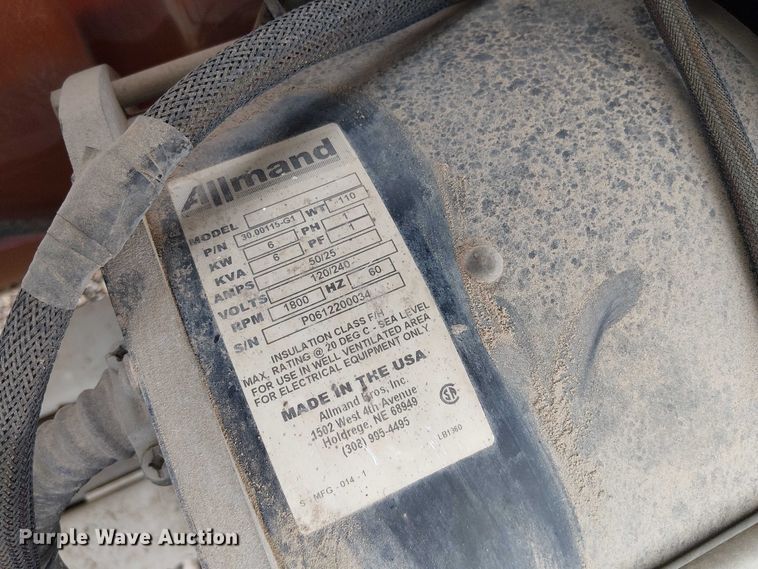 Allmand
MODEL
P/N 30.00115-G1 WT 110
KW 6 PH 1
KVA 6 PF 1
AMPS 50/25
VOLTS 120/240
RPM 1800 HZ 60
S/N P0612200034
INSULATION CLASS F/H
MAX. RATING @ 20 DEG C - SEA LEVEL
FOR USE IN WELL VENTILATED AREA
FOR ELECTRICAL EQUIPMENT ONLY
MADE IN THE USA
Allmand Bros, Inc.
1502 West 4th Avenue
Holdrege, NE 68949
(308) 995-4495
SA
LB1360
S - MFG - 014 - 1
Purple Wave Auction